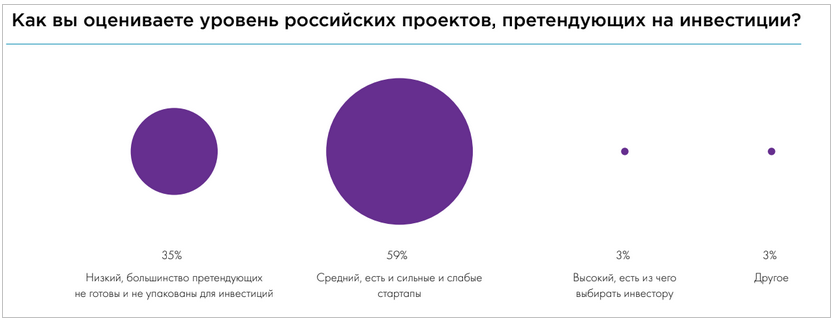 Как вы оцениваете уровень российских проектов, претендующих на инвестиции?
35%
Низкий, большинство претендующих
не готовы и не упакованы для инвестиций
59%
Средний, есть и сильные и слабые
стартапы
3%
Высокий, есть из чего
выбирать инвестору
3%
Другое